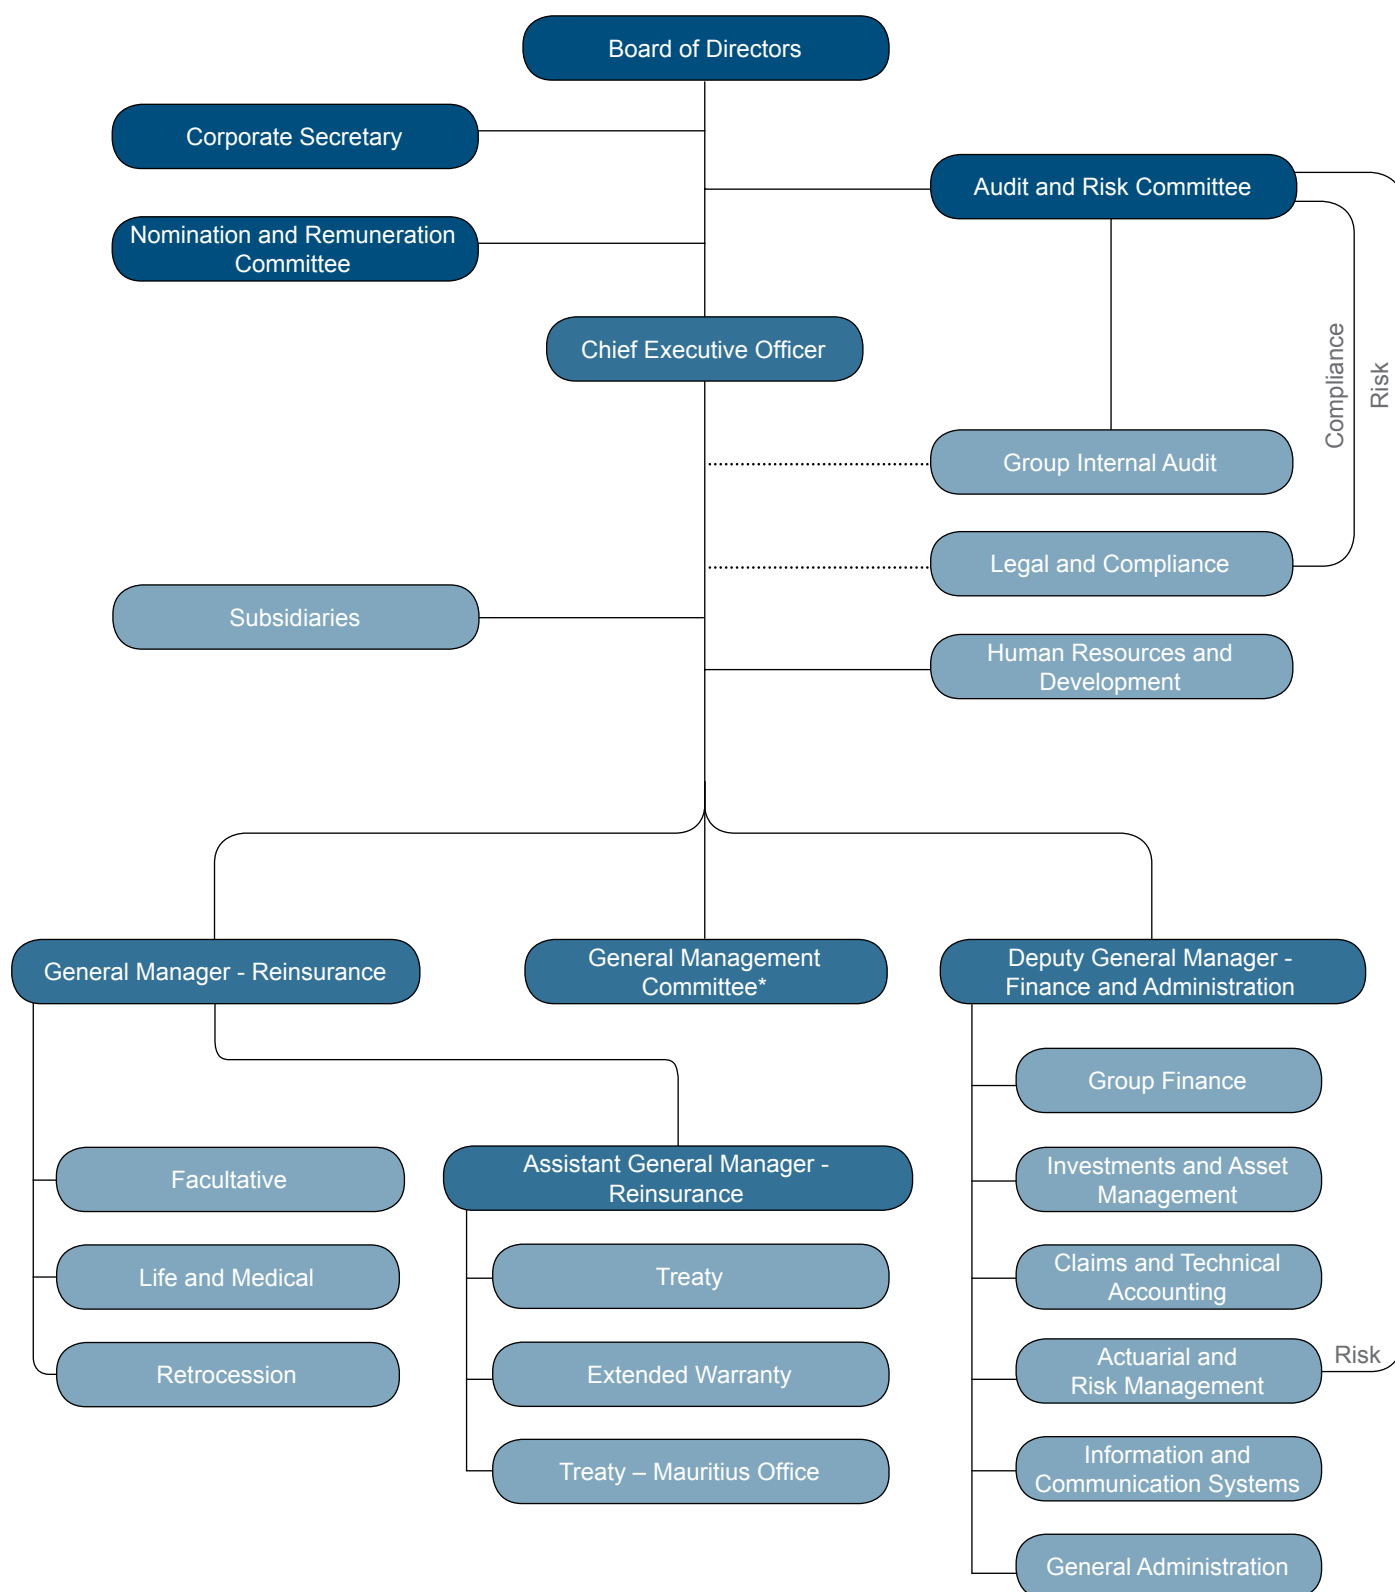 Board of Directors
Corporate Secretary
Audit and Risk Committee
Nomination and Remuneration
Committee
Chief Executive Officer
Compliance
Risk
Group Internal Audit
Legal and Compliance
Subsidiaries
Human Resources and
Development
General Manager - Reinsurance
General Management
Committee*
Deputy General Manager -
Finance and Administration
Group Finance
Facultative
Assistant General Manager -
Reinsurance
Investments and Asset
Management
Life and Medical
Treaty
Claims and Technical
Accounting
Retrocession
Extended Warranty
Actuarial and
Risk Management
Risk
Treaty – Mauritius Office
Information and
Communication Systems
General Administration